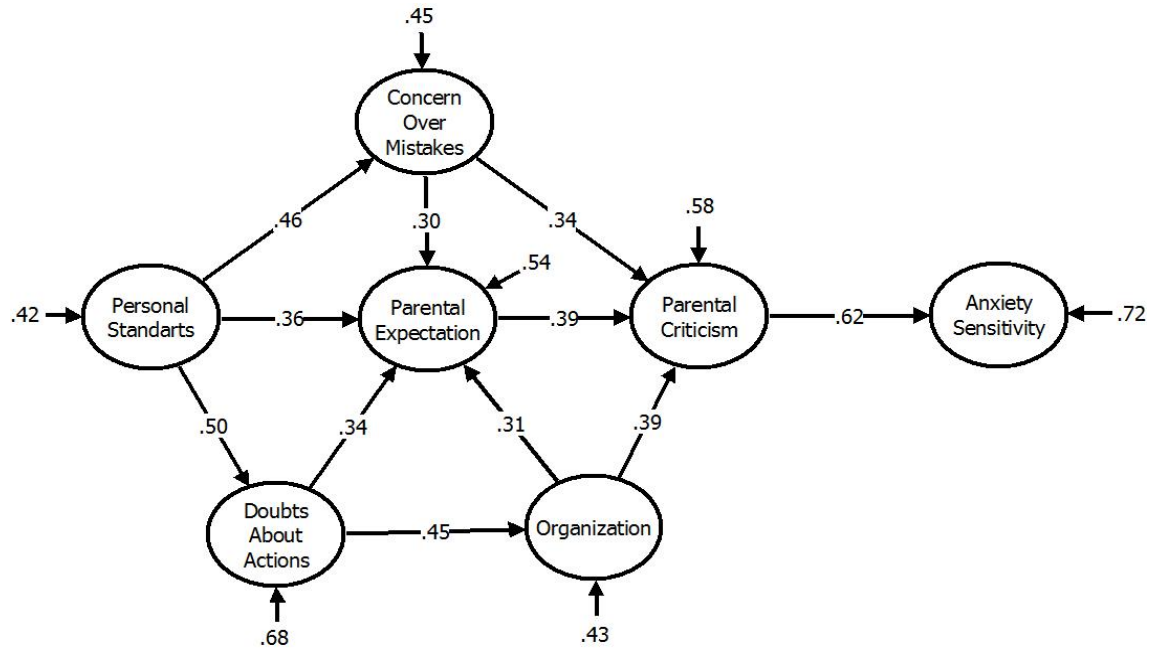 .45
Concern
Over
Mistakes
.46
.30
.34
.58
.54
.42
Personal
Standarts
.36
Parental
Expectation
.39
Parental
Criticism
.62
Anxiety
Sensitivity
.72
.50
.34
.31
.39
Doubts
About
Actions
.45
Organization
.68
.43